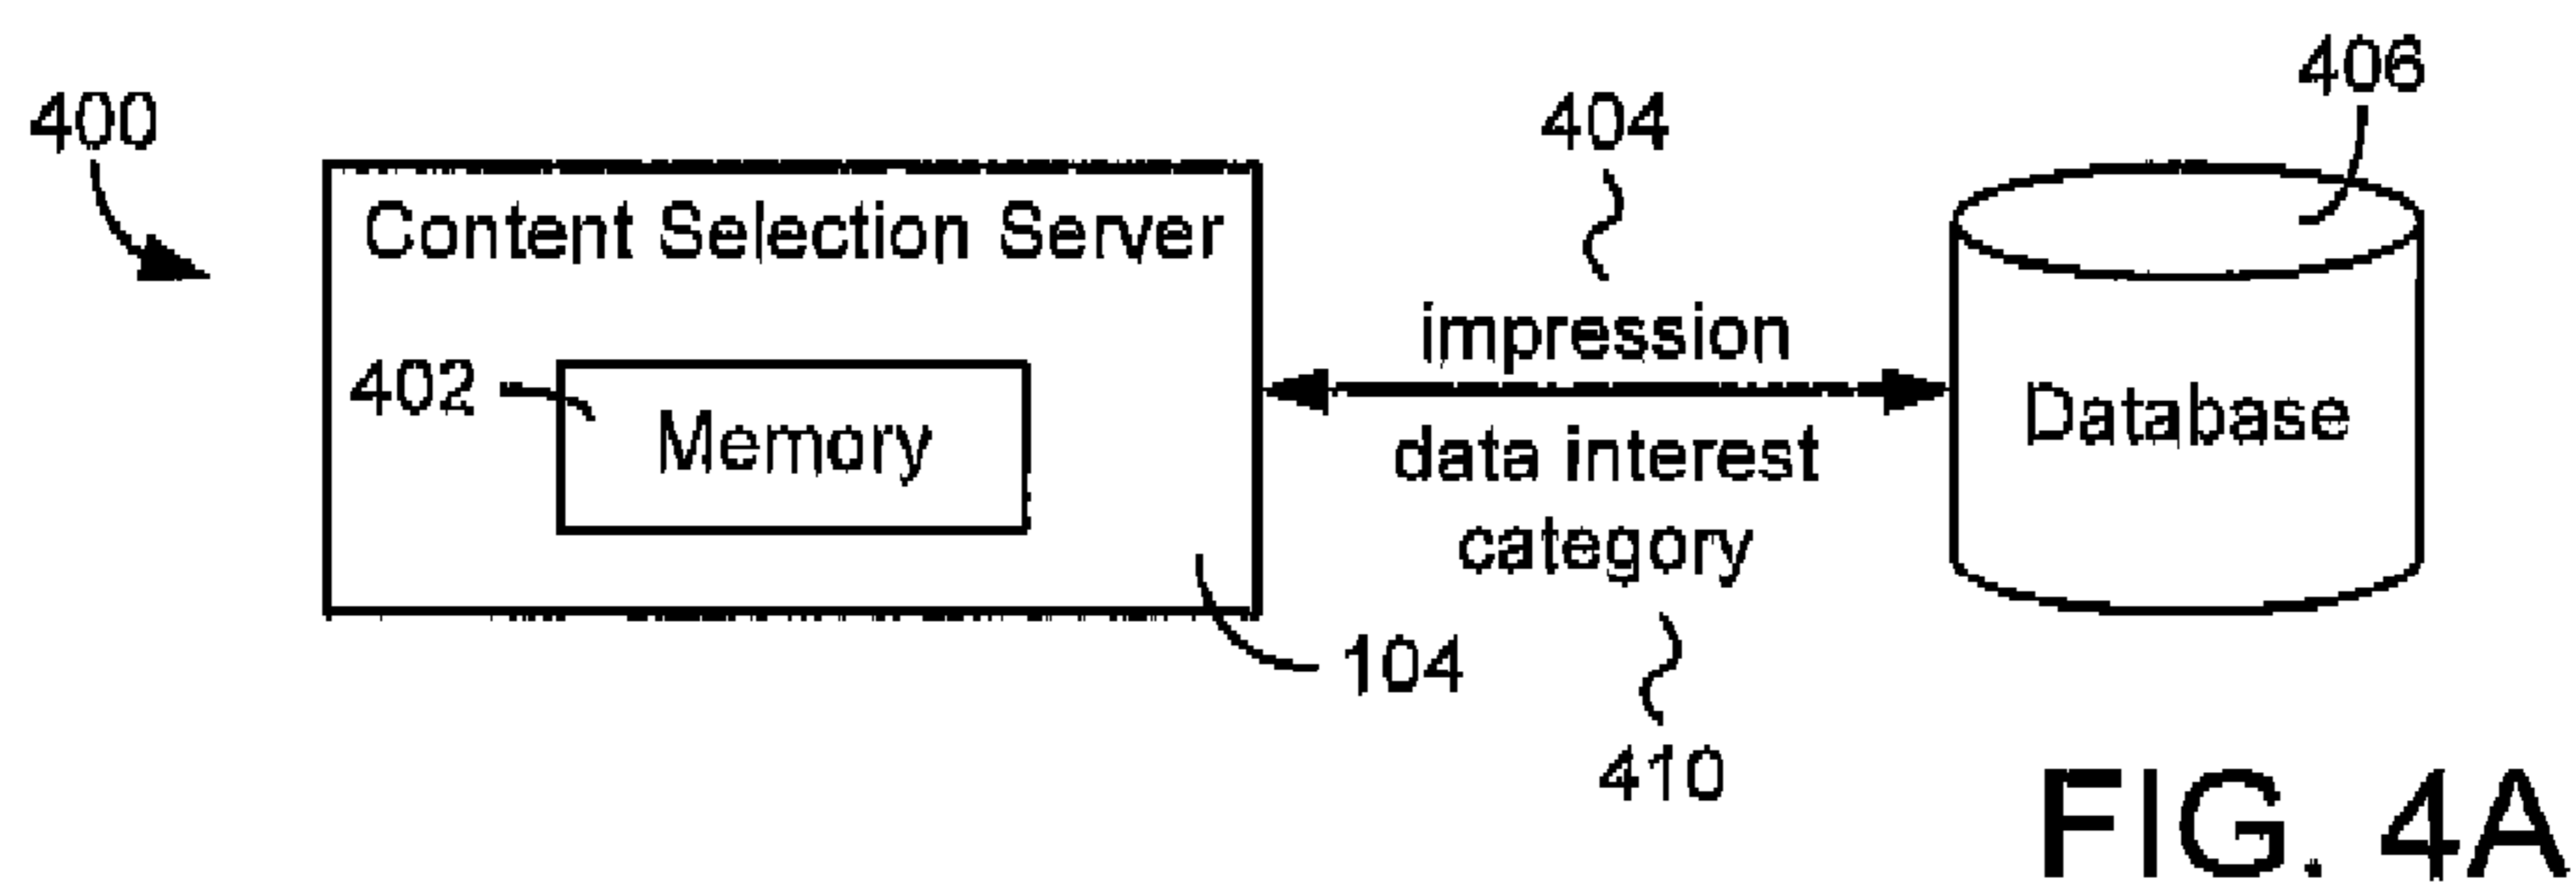 400
Content Selection Server
402
Memory
104
404
impression
data interest
category
410
406
Database
FIG. 4A